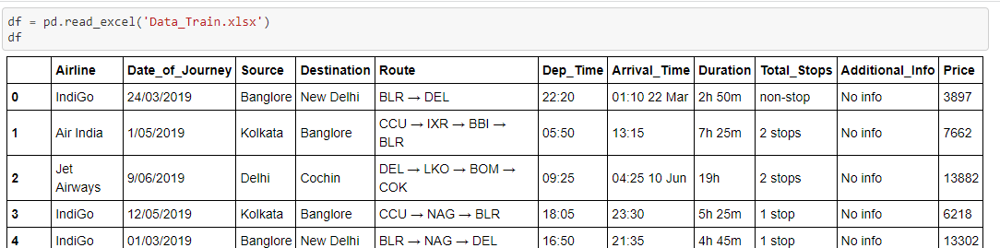 df = pd.read_excel('Data_Train.xlsx')
df
Airline Date_of_Journey Source Destination Route Dep_Time Arrival_Time Duration Total_Stops Additional_Info Price
0 IndiGo 24/03/2019 Banglore New Delhi BLR → DEL 22:20 01:10 22 Mar 2h 50m non-stop No info 3897
1 Air India 1/05/2019 Kolkata Banglore CCU → IXR → BBI → BLR 05:50 13:15 7h 25m 2 stops No info 7662
2 Jet Airways 9/06/2019 Delhi Cochin DEL → LKO → BOM → COK 09:25 04:25 10 Jun 19h 2 stops No info 13882
3 IndiGo 12/05/2019 Kolkata Banglore CCU → NAG → BLR 18:05 23:30 5h 25m 1 stop No info 6218
4 IndiGo 01/03/2019 Banglore New Delhi BLR → NAG → DEL 16:50 21:35 4h 45m 1 stop No info 13302